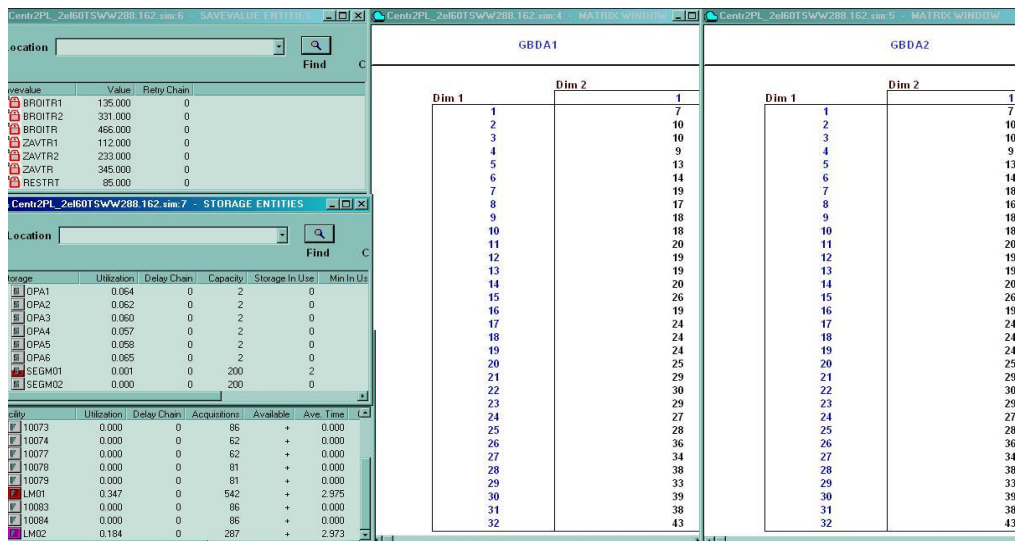 Centr2PL_2el60TSWW288.162.sim:6 - SAVEVALUE ENTITIES
ocation
Find C
evevalue Value Retry Chain
BROITR1 135.000 0
BROITR2 331.000 0
BROITR 466.000 0
ZAVTR1 112.000 0
ZAVTR2 233.000 0
ZAVTR 345.000 0
RESTRT 85.000 0
Centr2PL_2el60TSWW288.162.sim:7 - STORAGE ENTITIES
Location
Find C
torage Utilization Delay Chain Capacity Storage In Use Min In Us
OPA1 0.064 0 2 0
OPA2 0.062 0 2 0
OPA3 0.060 0 2 0
OPA4 0.057 0 2 0
OPA5 0.058 0 2 0
OPA6 0.065 0 2 0
SEGM01 0.001 0 200 2
SEGM02 0.000 0 200 0
cility Utilization Delay Chain Acquisitions Available Ave. Time
10073 0.000 0 86 + 0.000
10074 0.000 0 62 + 0.000
10077 0.000 0 62 + 0.000
10078 0.000 0 81 + 0.000
10079 0.000 0 81 + 0.000
LM01 0.347 0 542 + 2.975
10083 0.000 0 86 + 0.000
10084 0.000 0 86 + 0.000
LM02 0.184 0 287 + 2.973
Centr2PL_2el60TSWW288.162.sim:4 - MATRIX WINDOW
GBDA1
Dim 2
Dim 1 1
1 7
2 10
3 10
4 9
5 13
6 14
7 19
8 17
9 18
10 18
11 20
12 19
13 19
14 20
15 26
16 19
17 24
18 24
19 24
20 25
21 29
22 30
23 29
24 27
25 28
26 36
27 34
28 38
29 33
30 39
31 38
32 43
Centr2PL_2el60TSWW288.162.sim:5 - MATRIX WINDOW
GBDA2
Dim 2
Dim 1 1
1 7
2 10
3 10
4 9
5 13
6 14
7 18
8 16
9 18
10 18
11 20
12 19
13 19
14 20
15 26
16 19
17 24
18 24
19 24
20 25
21 29
22 30
23 29
24 27
25 28
26 36
27 34
28 38
29 33
30 39
31 38
32 43